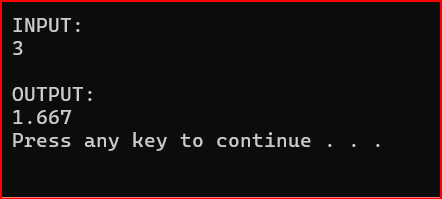 INPUT:
3
OUTPUT:
1.667
Press any key to continue . . .